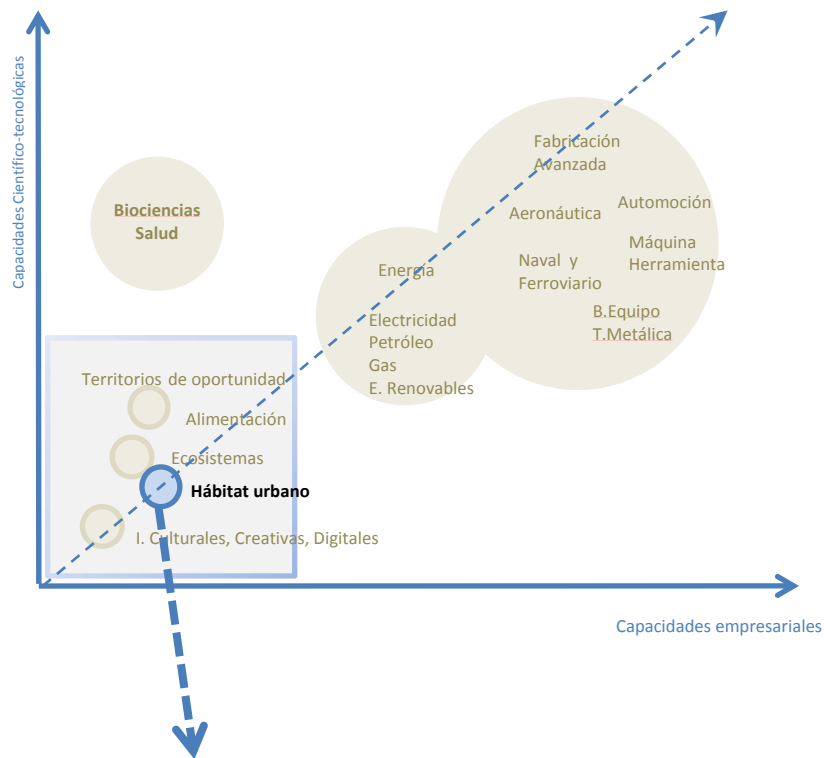 Capacidades Científico-tecnológicas
Fabricación
Avanzada
Automoción
Aeronáutica
Biociencias
Salud
Máquina
Herramienta
Naval y
Ferroviario
Energía
B.Equipo
T.Metálica
Electricidad
Petróleo
Gas
E. Renovables
Territorios de oportunidad
Alimentación
Ecosistemas
Hábitat urbano
I. Culturales, Creativas, Digitales
Capacidades empresariales